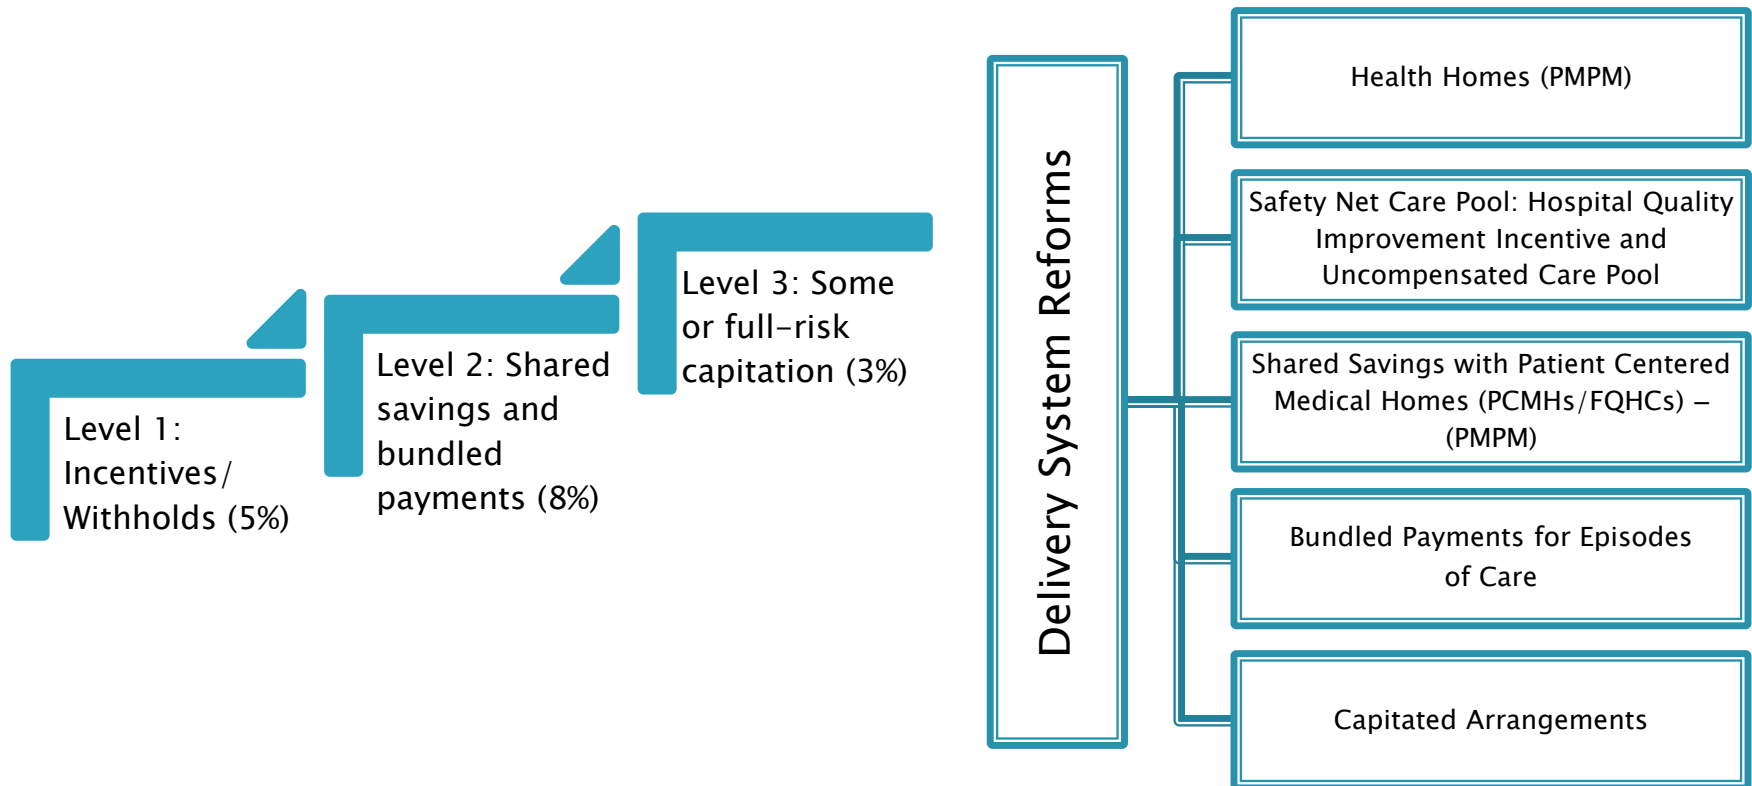 Level 1:
Incentives/
Withholds (5%)
Level 2: Shared
savings and
bundled
payments (8%)
Level 3: Some
or full-risk
capitation (3%)
Delivery System Reforms
Health Homes (PMPM)
Safety Net Care Pool: Hospital Quality
Improvement Incentive and
Uncompensated Care Pool
Shared Savings with Patient Centered
Medical Homes (PCMHs/FQHCs) –
(PMPM)
Bundled Payments for Episodes
of Care
Capitated Arrangements